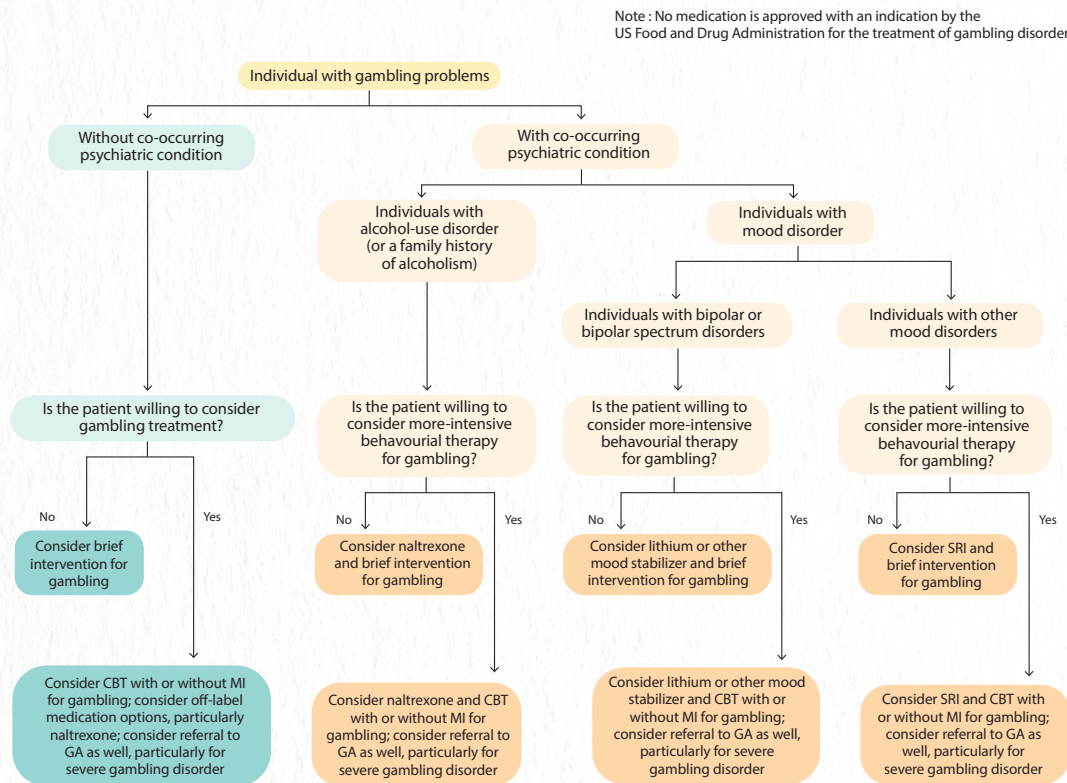 Note : No medication is approved with an indication by the
US Food and Drug Administration for the treatment of gambling disorder
Individual with gambling problems
Without co-occurring
psychiatric condition
With co-occurring
psychiatric condition
Individuals with
alcohol-use disorder
(or a family history
of alcoholism)
Individuals with
mood disorder
Individuals with bipolar or
bipolar spectrum disorders
Individuals with other
mood disorders
Is the patient willing to consider
gambling treatment?
Is the patient willing to
consider more-intensive
behavourial therapy
for gambling?
Is the patient willing to
consider more-intensive
behavourial therapy
for gambling?
Is the patient willing to
consider more-intensive
behavourial therapy
for gambling?
No
Yes
No
Yes
No
Yes
No
Yes
Consider brief
intervention for
gambling
Consider naltrexone
and brief intervention
for gambling
Consider lithium or other
mood stabilizer and brief
intervention for gambling
Consider SRI and
brief intervention
for gambling
Consider CBT with or without MI
for gambling; consider off-label
medication options, particularly
naltrexone; consider referral to
GA as well, particularly for
severe gambling disorder
Consider naltrexone and CBT
with or without MI for
gambling; consider referral to
GA as well, particularly for
severe gambling disorder
Consider lithium or other mood
stabilizer and CBT with or
without MI for gambling;
consider referral to GA as well,
particularly for severe
gambling disorder
Consider SRI and CBT with
or without MI for gambling;
consider referral to GA as
well, particularly for
severe gambling disorder